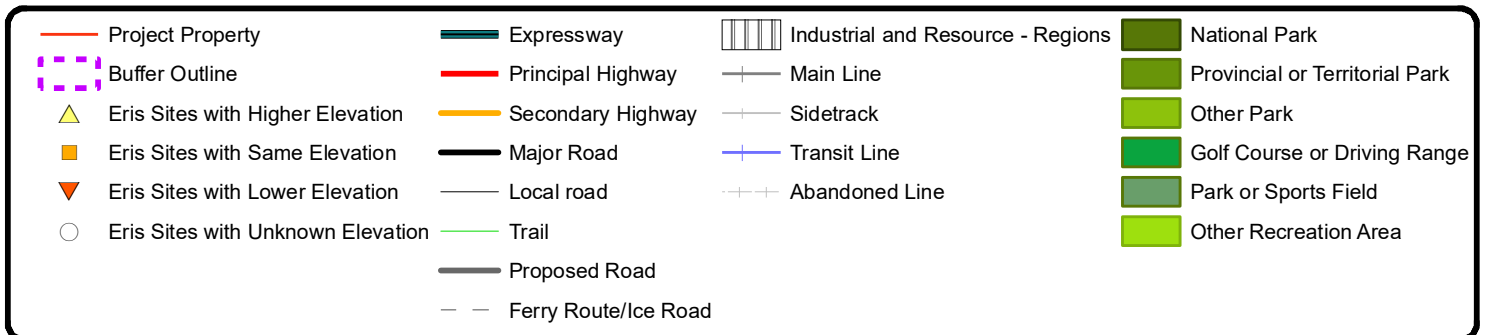 Project Property
Buffer Outline
Eris Sites with Higher Elevation
Eris Sites with Same Elevation
Eris Sites with Lower Elevation
Eris Sites with Unknown Elevation
Expressway
Principal Highway
Secondary Highway
Major Road
Local road
Trail
Proposed Road
Ferry Route/Ice Road
Industrial and Resource - Regions
Main Line
Sidetrack
Transit Line
Abandoned Line
National Park
Provincial or Territorial Park
Other Park
Golf Course or Driving Range
Park or Sports Field
Other Recreation Area